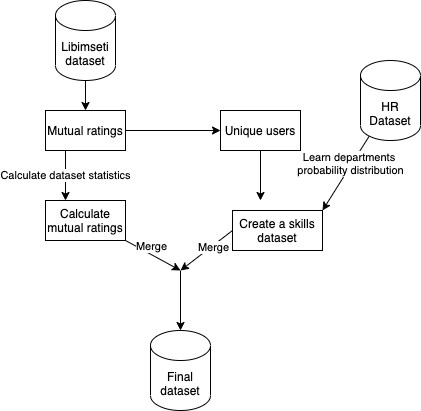 Libimseti
dataset
HR
Dataset
Mutual ratings
Unique users
Learn departments
probability distribution
Calculate dataset statistics
Calculate
mutual ratings
Create a skills
dataset
Merge
Merge
Final
dataset